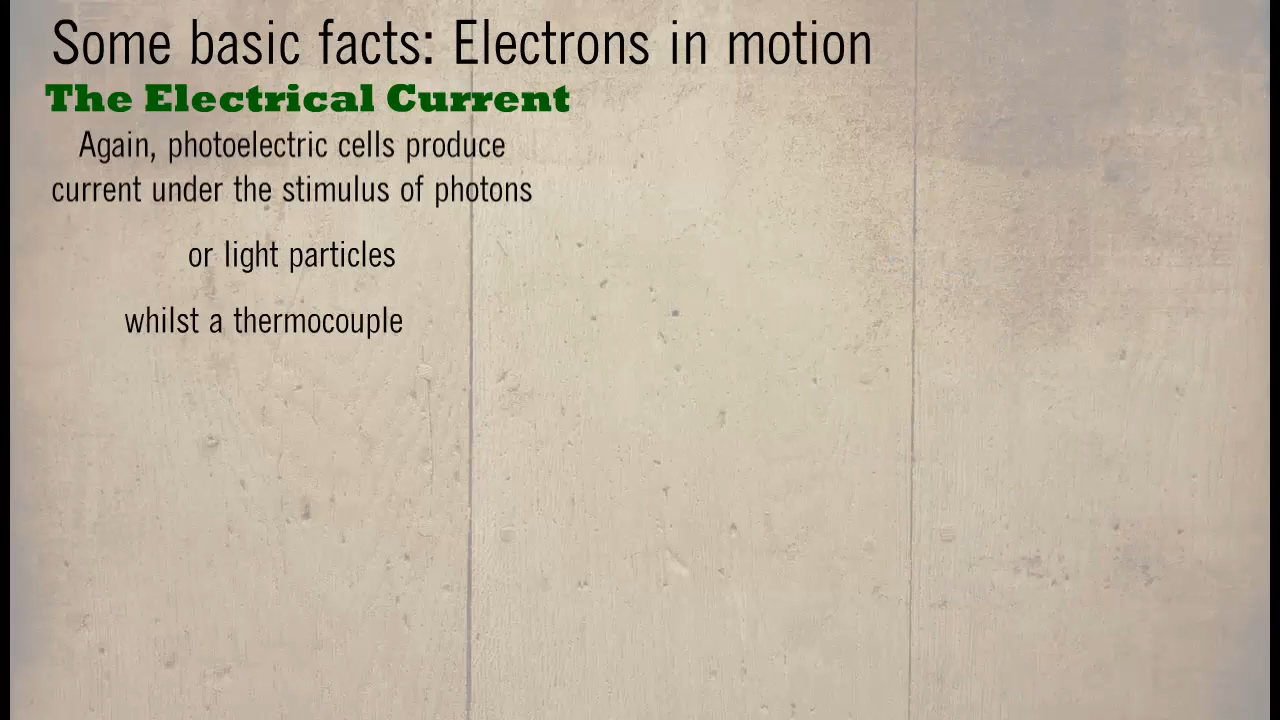 Some basic facts: Electrons in motion
The Electrical Current
Again, photoelectric cells produce
current under the stimulus of photons
or light particles
whilst a thermocouple